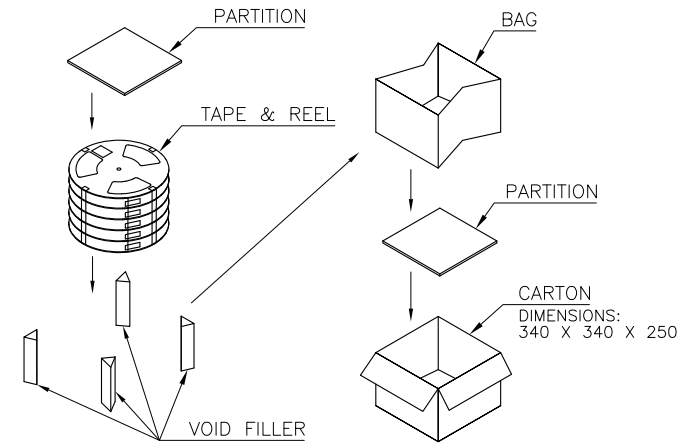 PARTITION
TAPE & REEL
VOID FILLER
BAG
PARTITION
CARTON
DIMENSIONS:
340 X 340 X 250